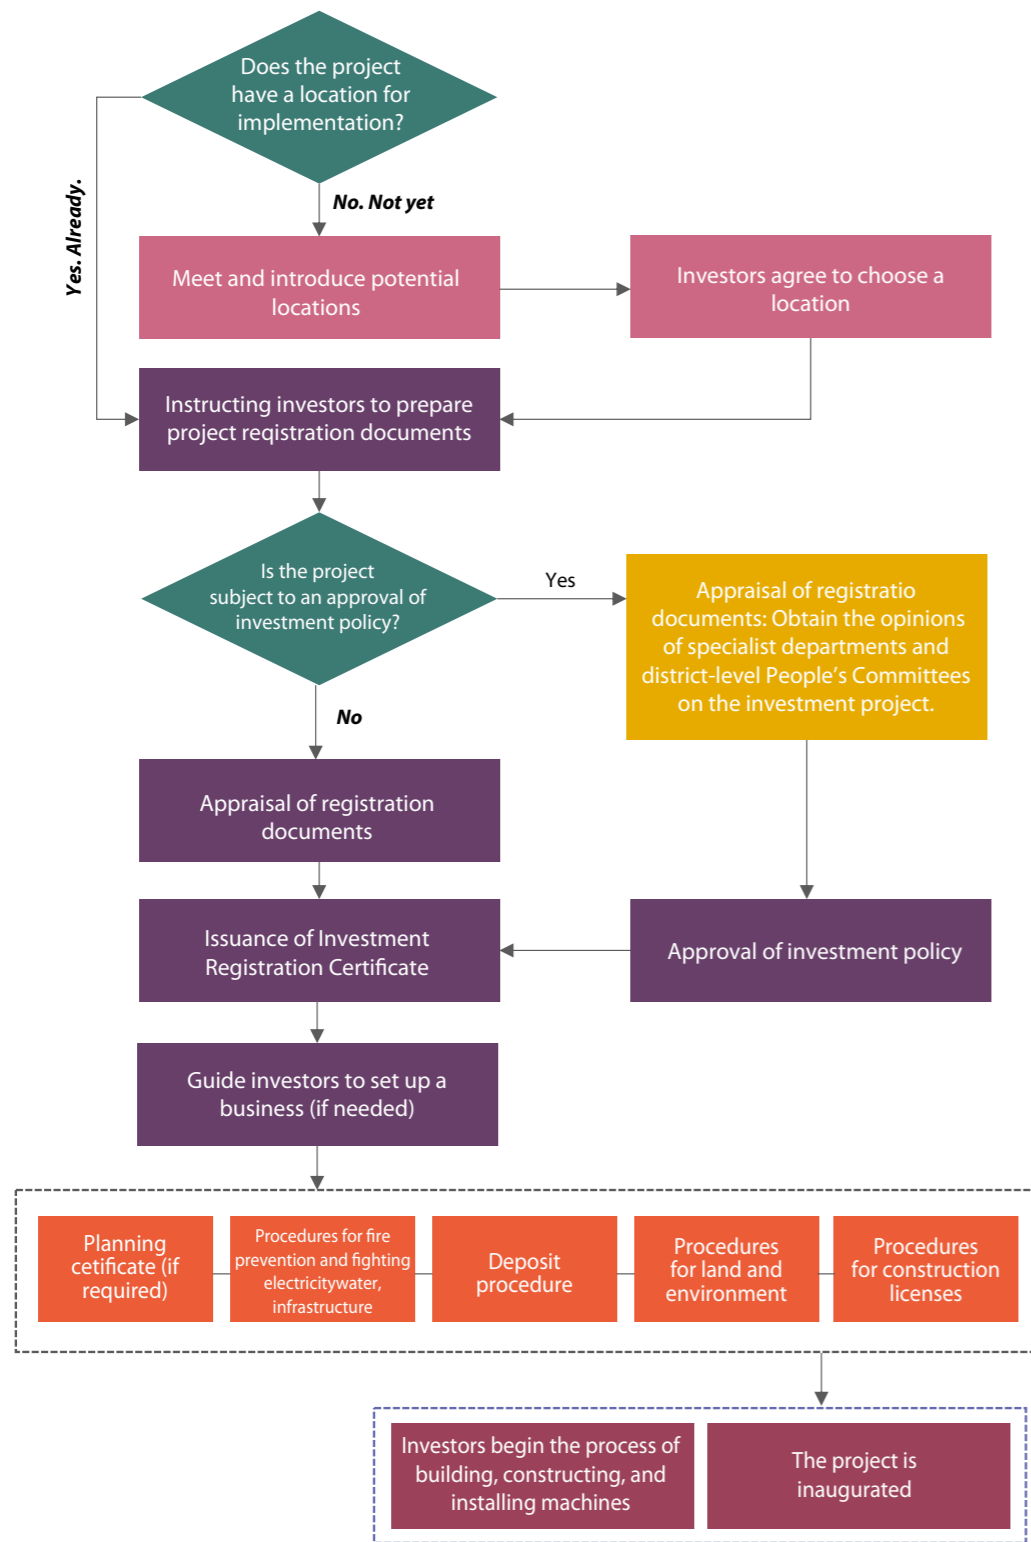 Does the project
have a location for
implementation?
Yes. Already.
No. Not yet
Meet and introduce potential
locations
Investors agree to choose a
location
Instructing investors to prepare
project reqistration documents
Is the project
subject to an approval of
investment policy?
Yes
Appraisal of registratio
documents: Obtain the opinions
of specialist departments and
district-level People’s Committees
on the investment project.
No
Appraisal of registration
documents
Issuance of Investment
Registration Certificate
Approval of investment policy
Guide investors to set up a
business (if needed)
Planning
cetificate (if
required)
Procedures for fire
prevention and fighting
electricitywater,
infrastructure
Deposit
procedure
Procedures
for land and
environment
Procedures
for construction
licenses
Investors begin the process of
building, constructing, and
installing machines
The project is
inaugurated